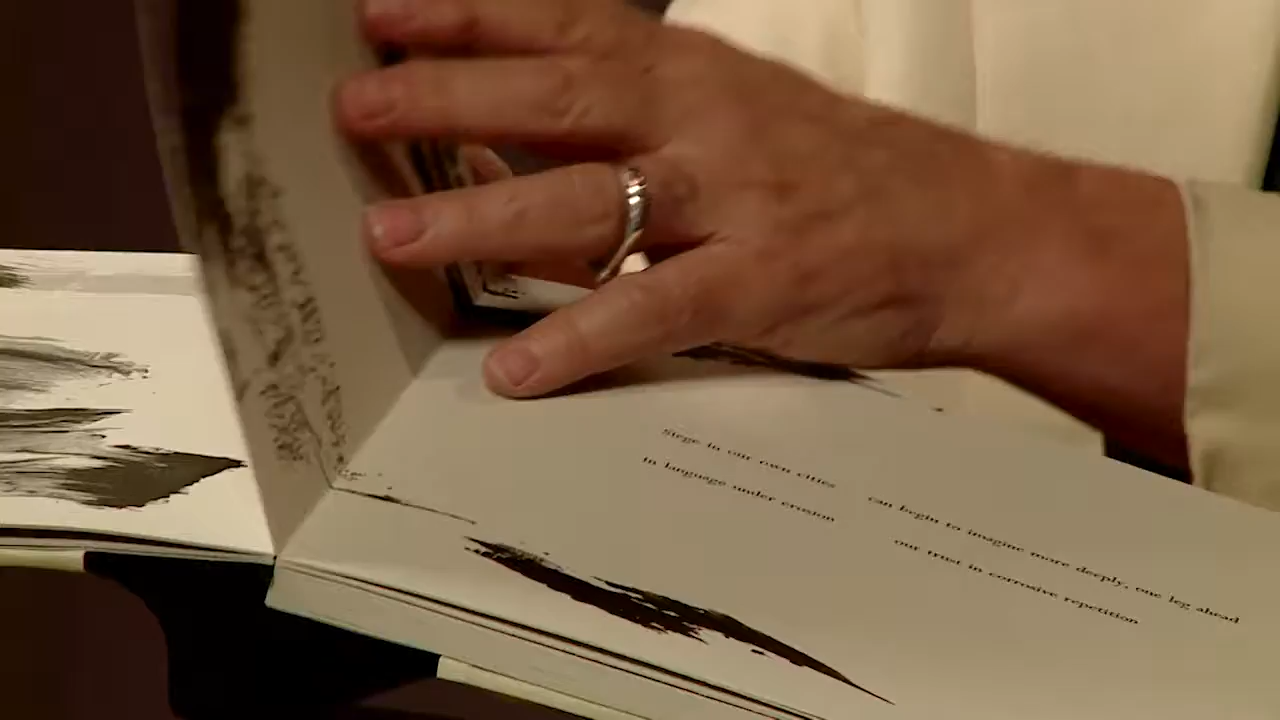 Siege in our own cities can begin to imagine more deeply, one leg ahead
In language under erosion our trust in corrosive repetition